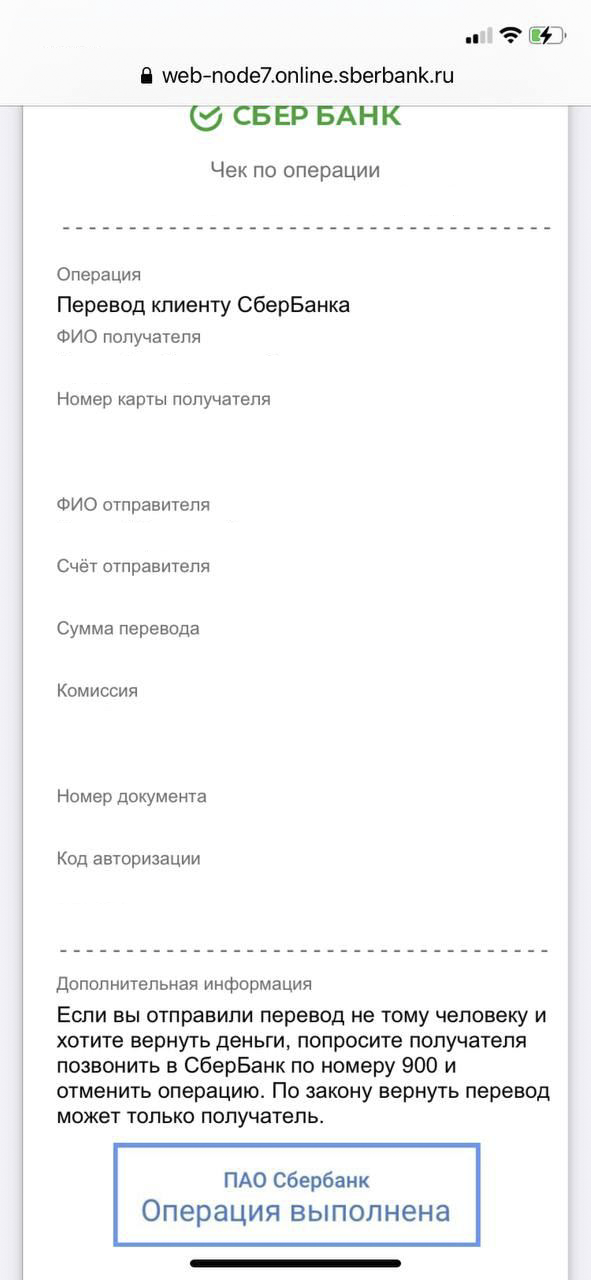 web-node7.online.sberbank.ru
СБЕР БАНК
Чек по операции
Операция
Перевод клиенту СберБанка
ФИО получателя
Номер карты получателя
ФИО отправителя
Счёт отправителя
Сумма перевода
Комиссия
Номер документа
Код авторизации
Дополнительная информация
Если вы отправили перевод не тому человеку и
хотите вернуть деньги, попросите получателя
позвонить в СберБанк по номеру 900 и
отменить операцию. По закону вернуть перевод
может только получатель.
ПАО Сбербанк
Операция выполнена